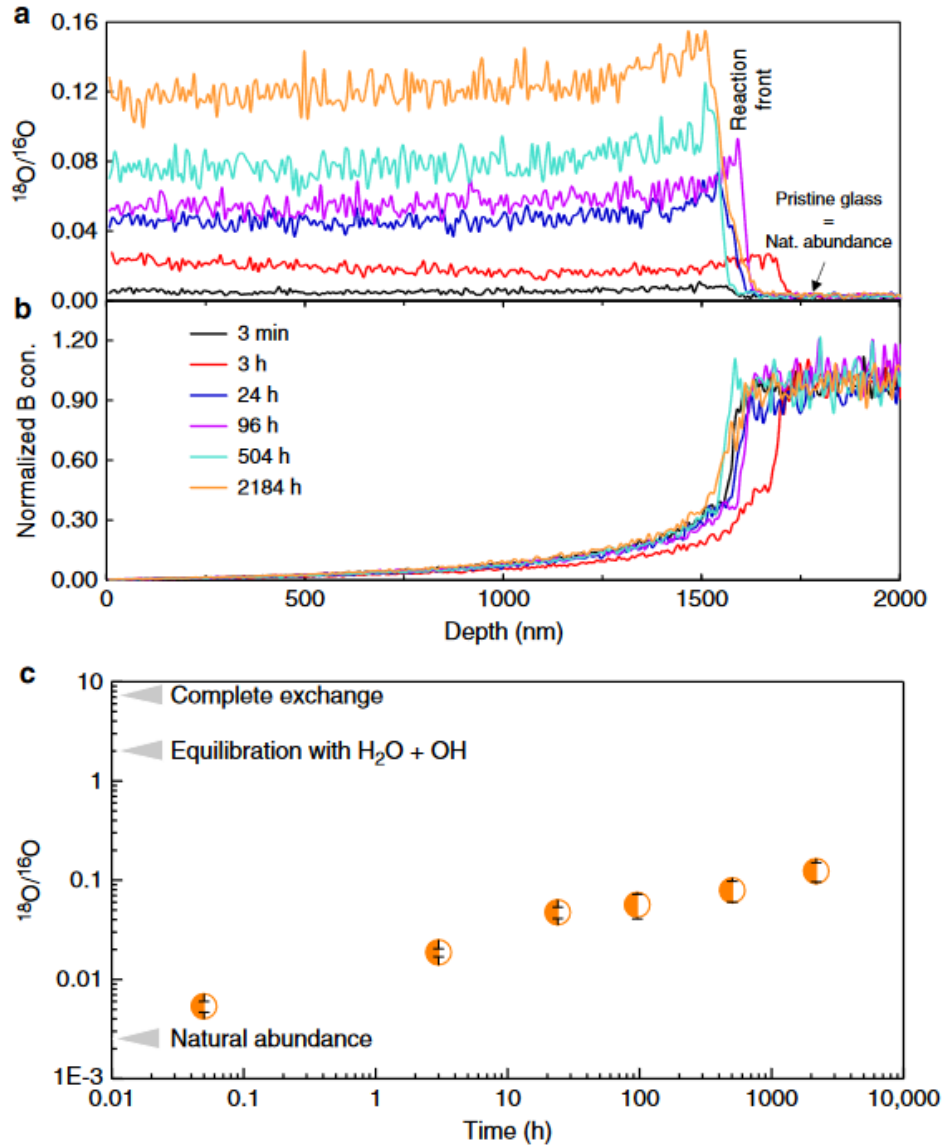 a
0.16
0.12
0.08
0.04
0.00
¹⁸O/¹⁶O
Reaction
front
Pristine glass
=
Nat. abundance
b
1.20
0.90
0.60
0.30
0.00
Normalized B con.
3 min
3 h
24 h
96 h
504 h
2184 h
0 500 1000 1500 2000
Depth (nm)
c
10
1
0.1
0.01
1E-3
¹⁸O/¹⁶O
Complete exchange
Equilibration with H₂O + OH
Natural abundance
0.01 0.1 1 10 100 1000 10,000
Time (h)